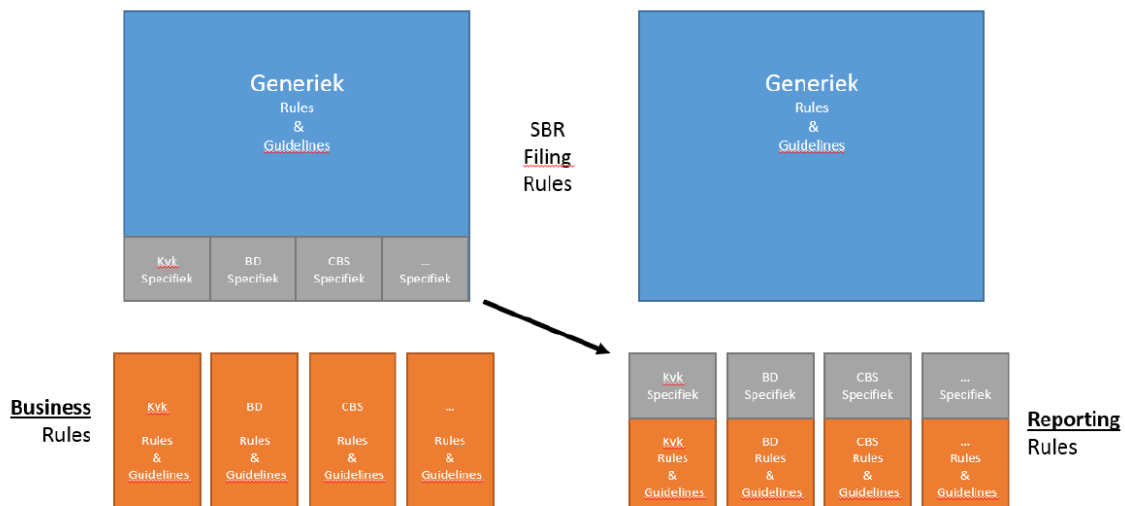 Generiek
Rules
&
Guidelines
Kvk
Specifiek
BD
Specifiek
CBS
Specifiek
...
Specifiek
SBR
Filing
Rules
Generiek
Rules
&
Guidelines
Business
Rules
Kvk
Rules
&
Guidelines
BD
Rules
&
Guidelines
CBS
Rules
&
Guidelines
...
Rules
&
Guidelines
Kvk
Specifiek
BD
Specifiek
CBS
Specifiek
...
Specifiek
Kvk
Rules
&
Guidelines
BD
Rules
&
Guidelines
CBS
Rules
&
Guidelines
...
Rules
&
Guidelines
Reporting
Rules